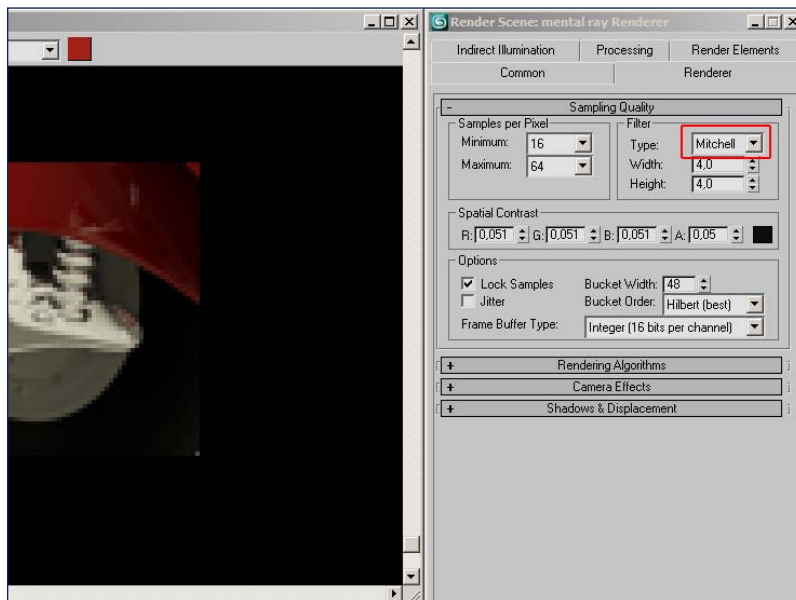 Render Scene: mental ray Renderer
Indirect Illumination Processing Render Elements
Common Renderer
- Sampling Quality
Samples per Pixel Filter
Minimum: 16 Type: Mitchell
Maximum: 64 Width: 4,0
Height: 4,0
Spatial Contrast
R: 0,051 G: 0,051 B: 0,051 A: 0,05
Options
Lock Samples Bucket Width: 48
Jitter Bucket Order: Hilbert (best)
Frame Buffer Type: Integer (16 bits per channel)
+ Rendering Algorithms
+ Camera Effects
+ Shadows & Displacement